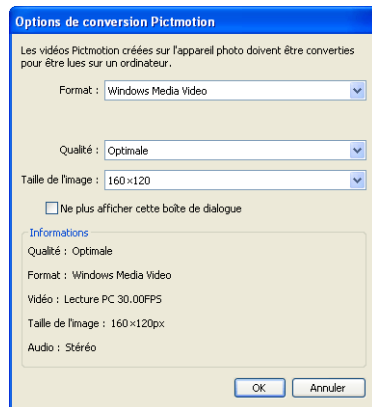 Options de conversion Pictmotion
Les vidéos Pictmotion créées sur l'appareil photo doivent être converties
pour être lues sur un ordinateur.
Format : Windows Media Video
Qualité : Optimale
Taille de l'image : 160×120
Ne plus afficher cette boîte de dialogue
Informations
Qualité : Optimale
Format : Windows Media Video
Vidéo : Lecture PC 30.00FPS
Taille de l'image : 160×120px
Audio : Stéréo
OK Annuler